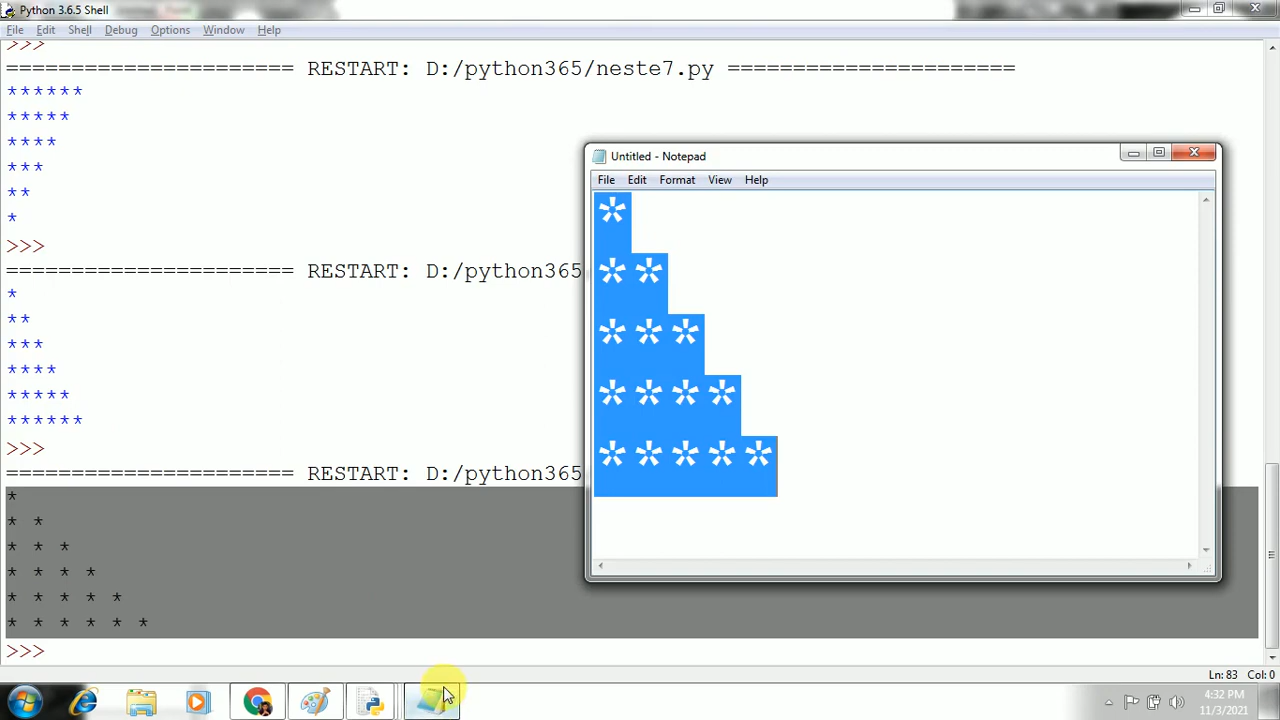 Python 3.6.5 Shell
File Edit Shell Debug Options Window Help
>>>
====================== RESTART: D:/python365/neste7.py ======================
******
*****
****
***
**
*
>>>
====================== RESTART: D:/python365
*
**
***
****
*****
******
>>>
====================== RESTART: D:/python365
*
* *
* * *
* * * *
* * * * *
* * * * * *
>>>
Untitled - Notepad
File Edit Format View Help
*
* *
* * *
* * * *
* * * * *
Ln: 83 Col: 0
4:32 PM
11/3/2021